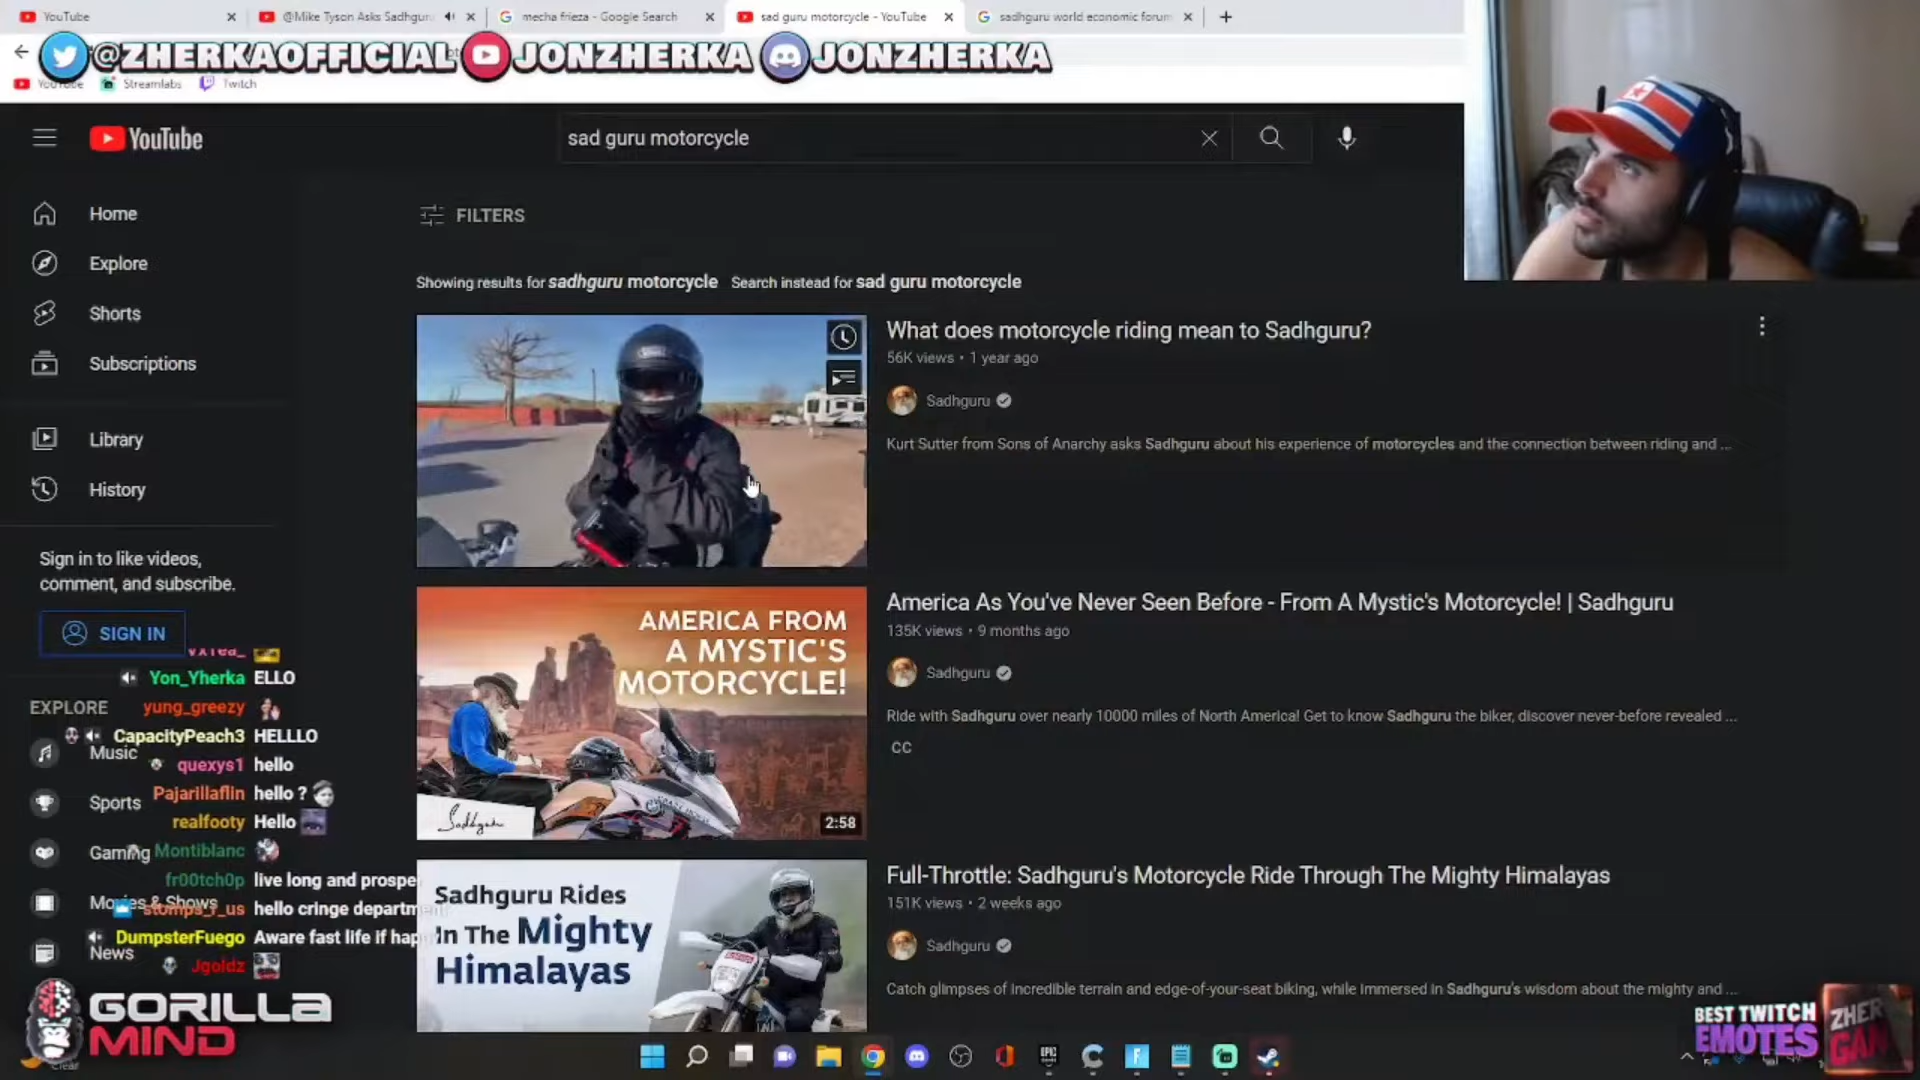 YouTube
@Mike Tyson Asks Sadhguru
mecha frieza - Google Search
sad guru motorcycle - YouTube
sadhguru world economic forum
@ZHERKAOFFICIAL JONZHERKA JONZHERKA
YouTube Streamlabs Twitch
YouTube
sad guru motorcycle
Home
Explore
Shorts
Subscriptions
Library
History
Sign in to like videos,
comment, and subscribe.
SIGN IN
EXPLORE
Music
Sports
Gaming
Movies & Shows
News
Yon_Yherka ELLO
yung_greezy
CapacityPeach3 HELLLO
quexys1 hello
Pajarillaflin hello ?
realfooty Hello
Montiblanc
fr00tch0p live long and prospe
stomps_r_us hello cringe departme
DumpsterFuego Aware fast life if hap
Jgoldz
GORILLA
MIND
Clear
FILTERS
Showing results for sadhguru motorcycle Search instead for sad guru motorcycle
What does motorcycle riding mean to Sadhguru?
56K views • 1 year ago
Sadhguru
Kurt Sutter from Sons of Anarchy asks Sadhguru about his experience of motorcycles and the connection between riding and ...
AMERICA FROM
A MYSTIC'S
MOTORCYCLE!
Sadhguru
2:58
America As You've Never Seen Before - From A Mystic's Motorcycle! | Sadhguru
135K views • 9 months ago
Sadhguru
Ride with Sadhguru over nearly 10000 miles of North America! Get to know Sadhguru the biker, discover never-before revealed ...
CC
Sadhguru Rides
In The Mighty
Himalayas
Full-Throttle: Sadhguru's Motorcycle Ride Through The Mighty Himalayas
151K views • 2 weeks ago
Sadhguru
Catch glimpses of incredible terrain and edge-of-your-seat biking, while immersed in Sadhguru's wisdom about the mighty and ...
BEST TWITCH
EMOTES
ZHER
GAN
EPIC